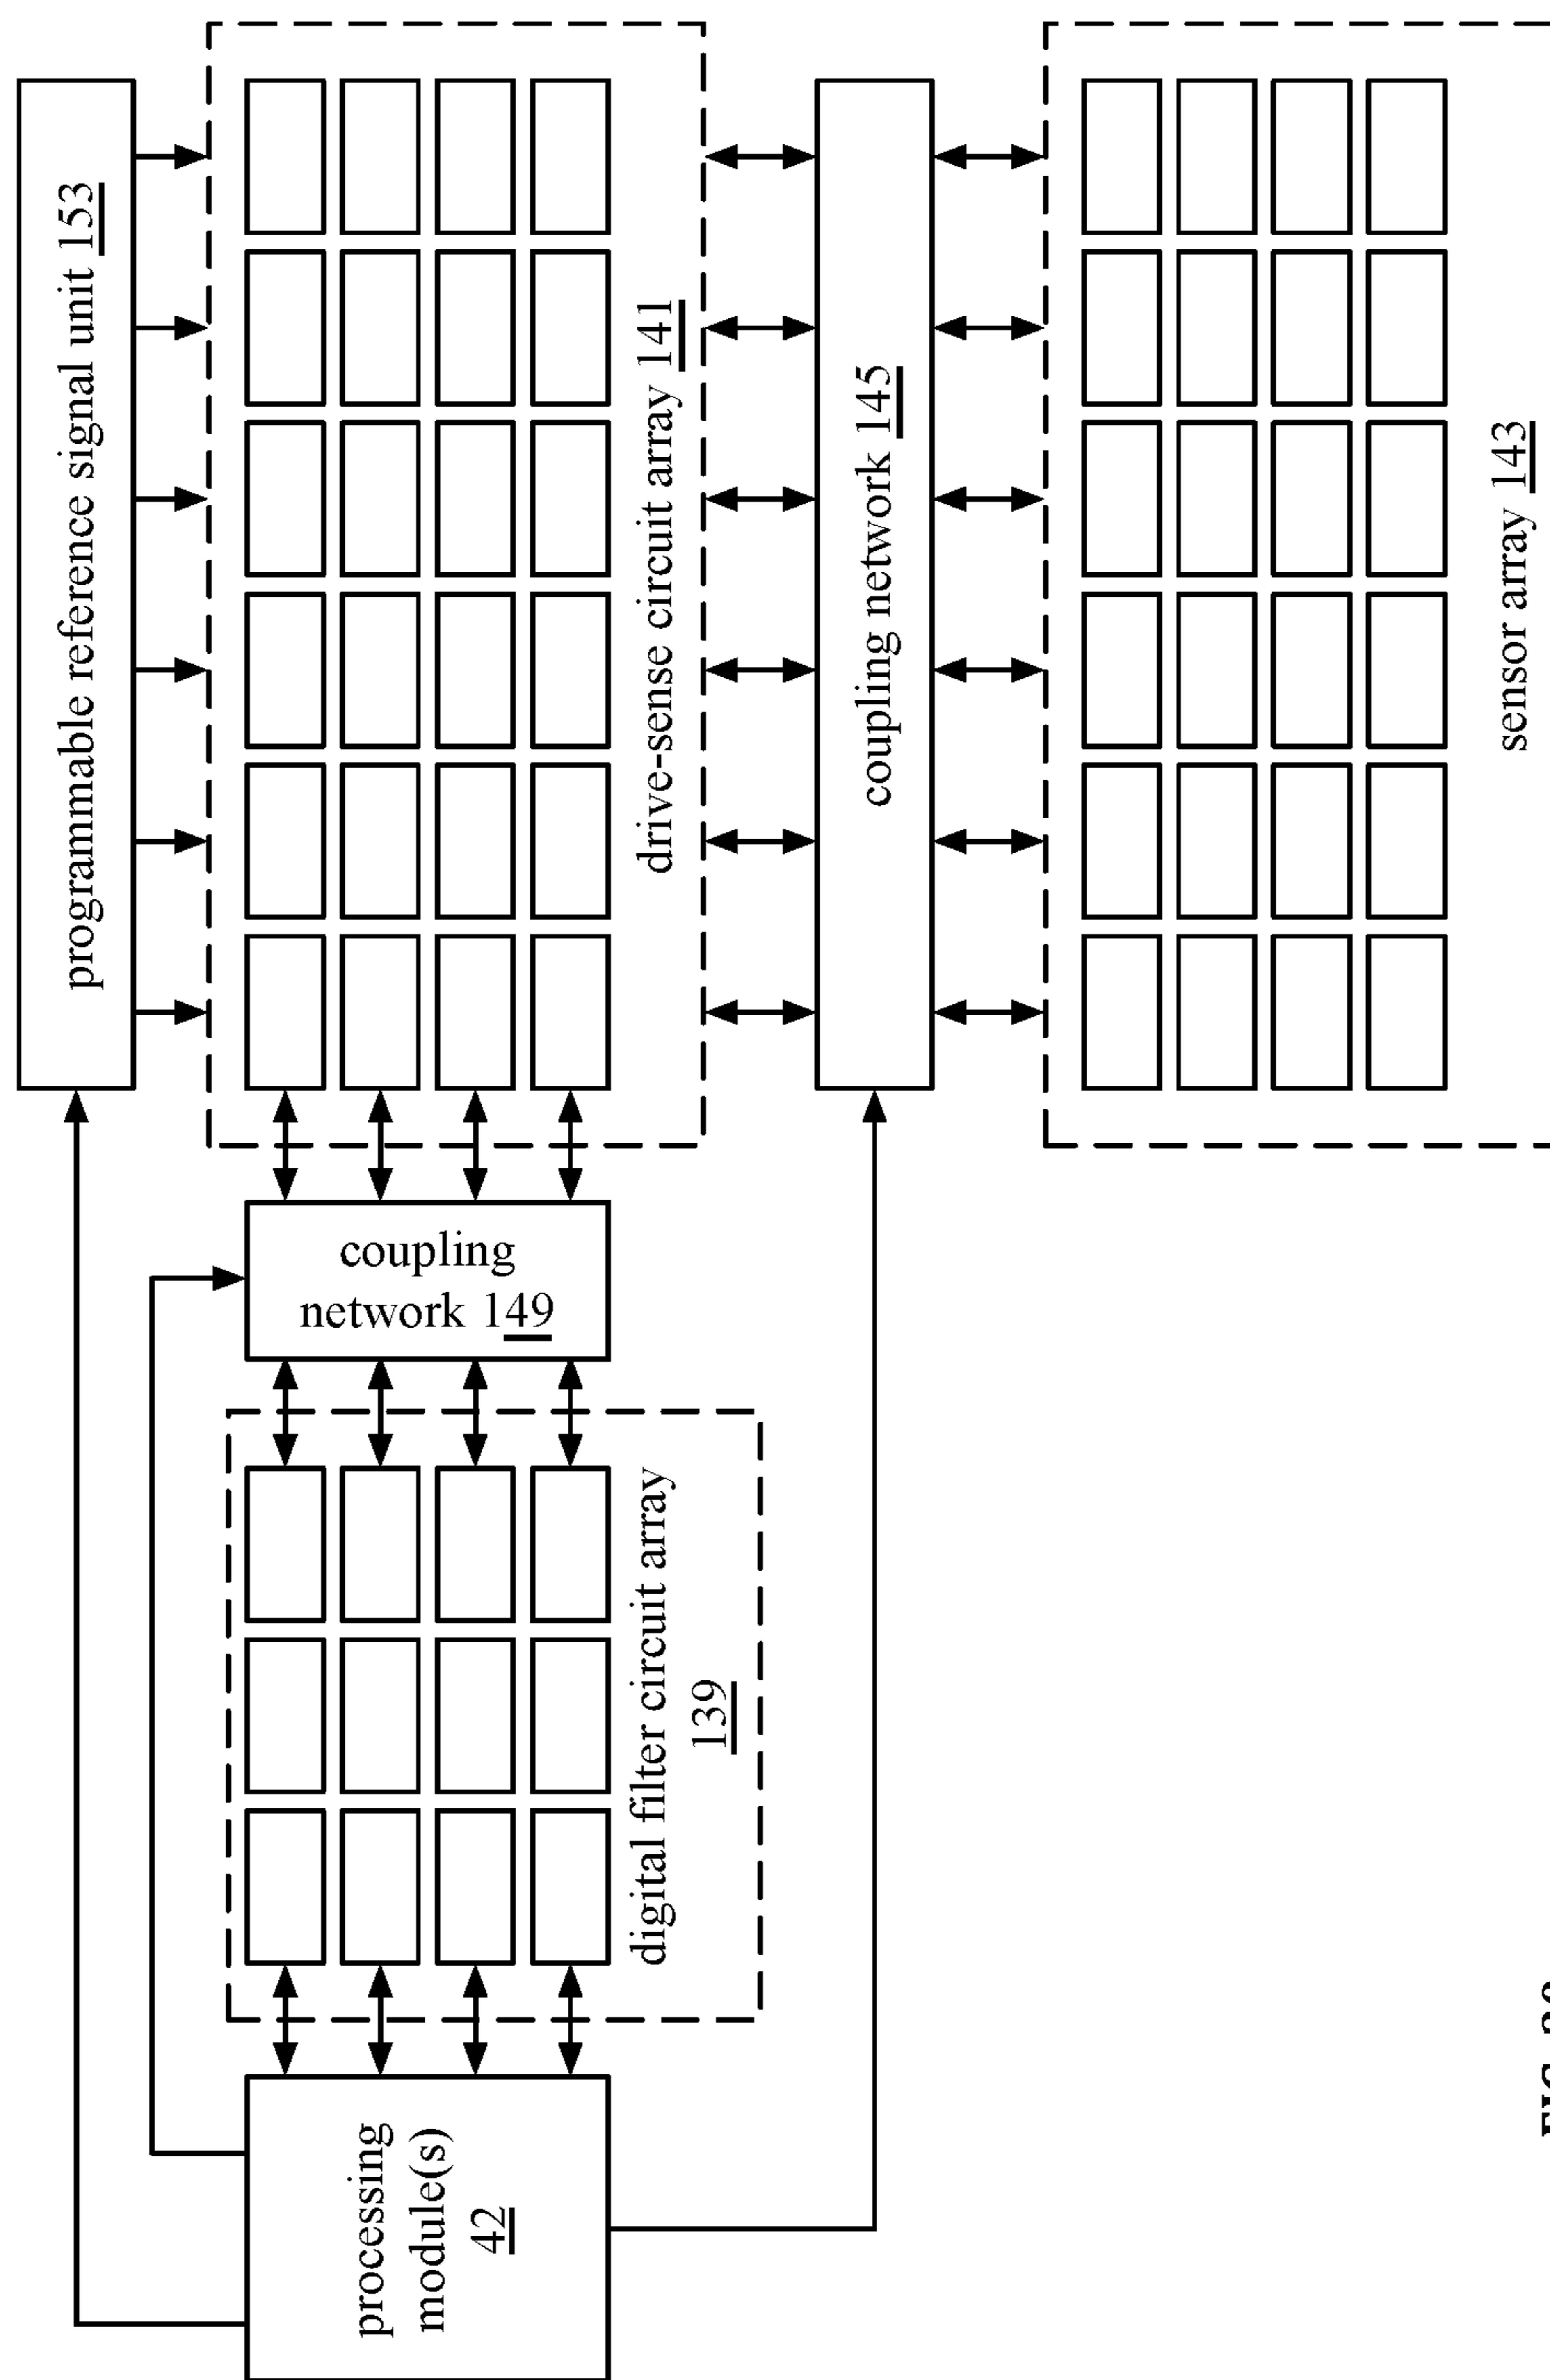 programmable reference signal unit 153
drive-sense circuit array 141
coupling network 145
sensor array 143
coupling
network 149
digital filter circuit array
139
processing
module(s)
42